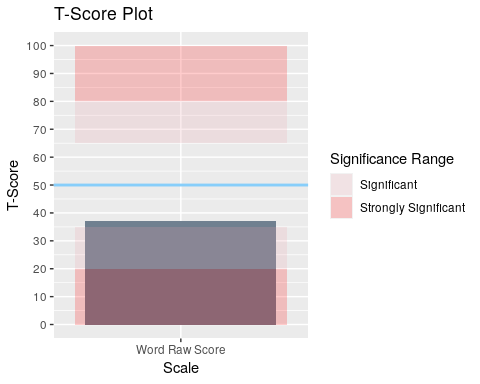 T-Score Plot
100
90
80
70
60
50
40
30
20
10
0
T-Score
Word Raw Score
Scale
Significance Range
Significant
Strongly Significant